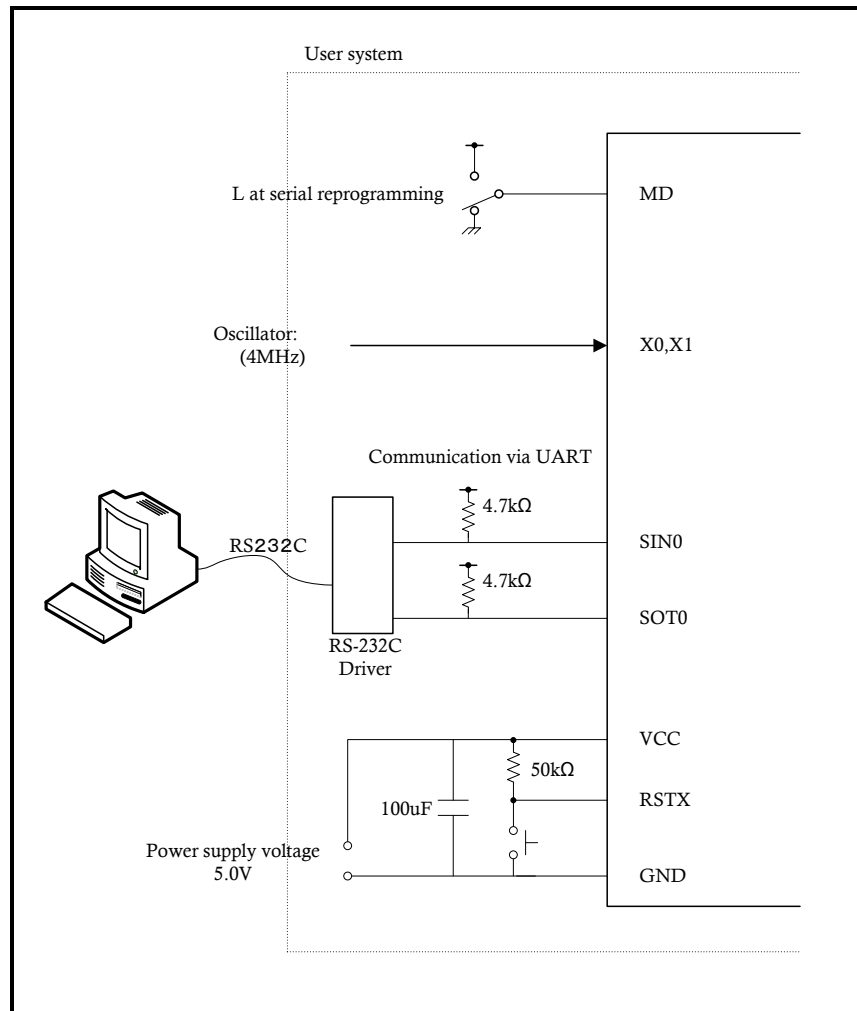 User system
L at serial reprogramming
MD
Oscillator:
(4MHz)
X0,X1
Communication via UART
4.7kΩ
RS232C
SIN0
4.7kΩ
SOT0
RS-232C
Driver
VCC
50kΩ
100uF
RSTX
Power supply voltage
5.0V
GND